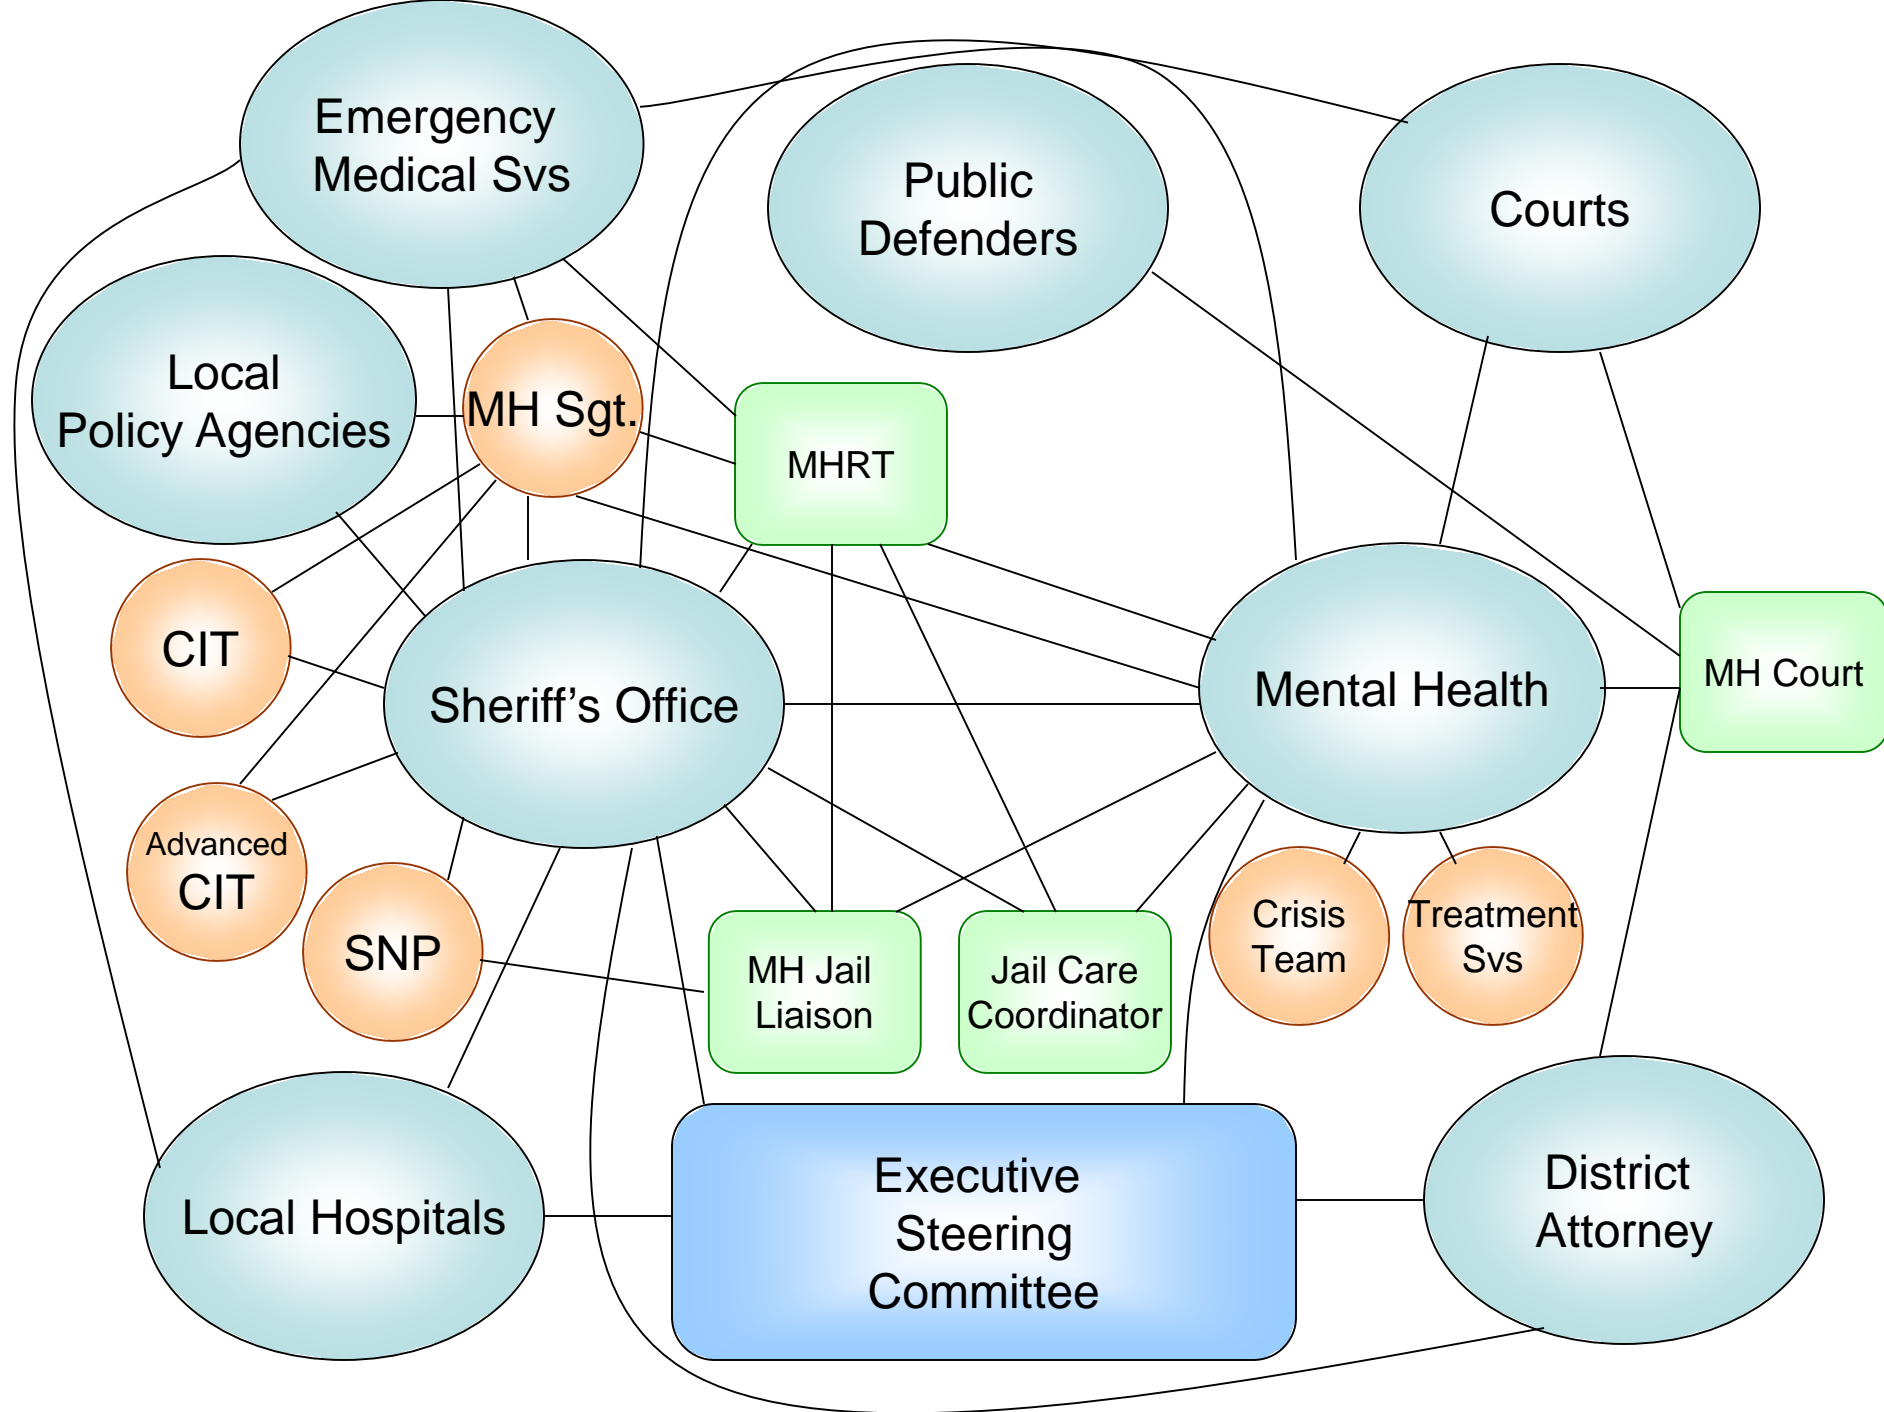 Emergency
Medical Svs
Public
Defenders
Courts
Local
Policy Agencies
MH Sgt.
MHRT
CIT
Sheriff’s Office
Mental Health
MH Court
Advanced
CIT
SNP
MH Jail
Liaison
Jail Care
Coordinator
Crisis
Team
Treatment
Svs
Local Hospitals
Executive
Steering
Committee
District
Attorney